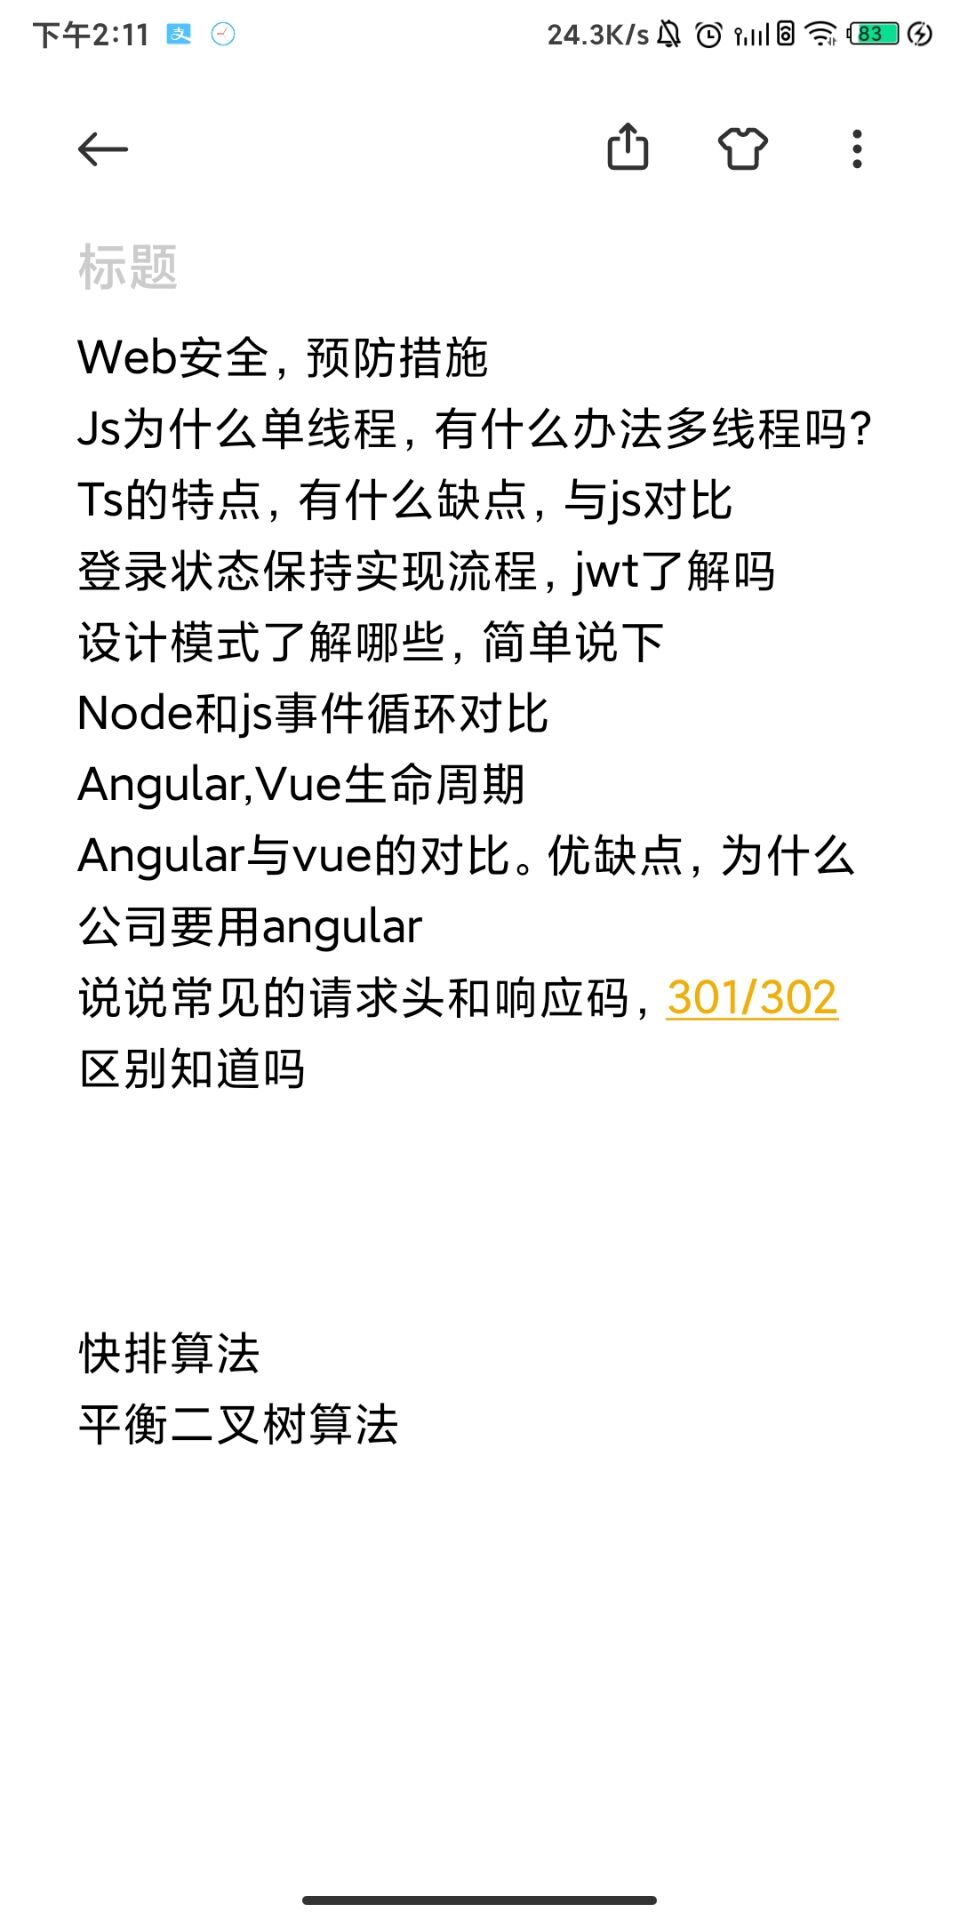 下午2:11 支 24.3K/s 83
标题
Web安全，预防措施
Js为什么单线程，有什么办法多线程吗？
Ts的特点，有什么缺点，与js对比
登录状态保持实现流程，jwt了解吗
设计模式了解哪些，简单说下
Node和js事件循环对比
Angular,Vue生命周期
Angular与vue的对比。优缺点，为什么
公司要用angular
说说常见的请求头和响应码，301/302
区别知道吗
快排算法
平衡二叉树算法